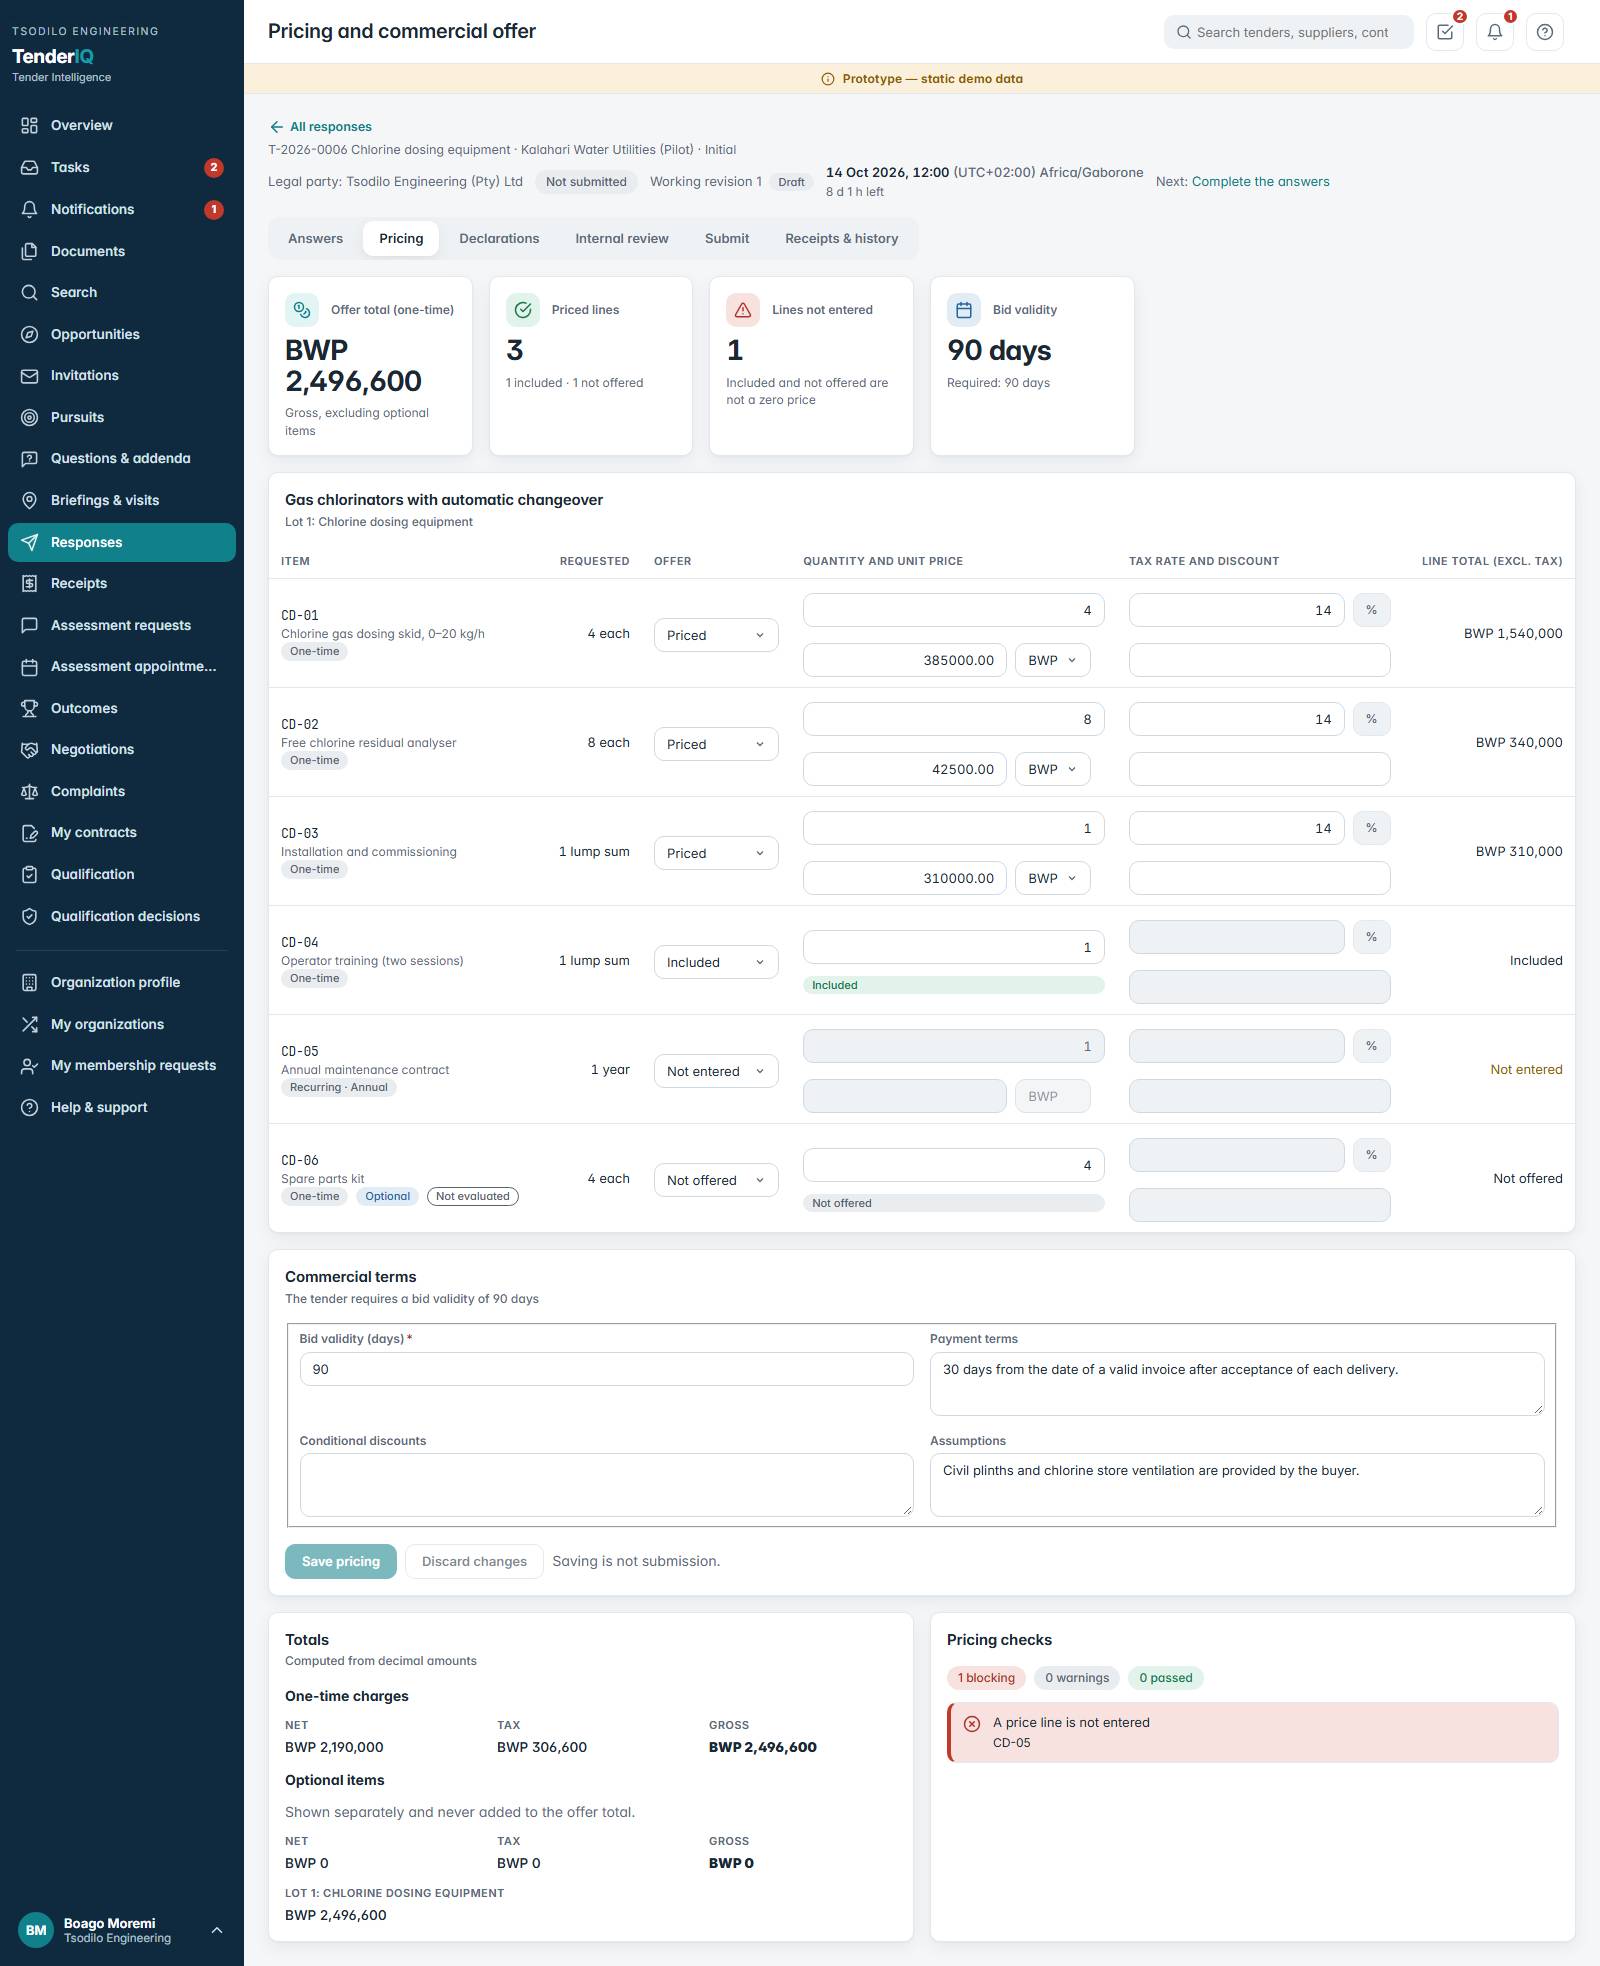 TSODILO ENGINEERING
TenderIQ
Tender Intelligence
Overview
Tasks 2
Notifications 1
Documents
Search
Opportunities
Invitations
Pursuits
Questions & addenda
Briefings & visits
Responses
Receipts
Assessment requests
Assessment appointme...
Outcomes
Negotiations
Complaints
My contracts
Qualification
Qualification decisions
Organization profile
My organizations
My membership requests
Help & support
BM
Boago Moremi
Tsodilo Engineering
Pricing and commercial offer
Search tenders, suppliers, cont
2
1
Prototype — static demo data
All responses
T-2026-0006 Chlorine dosing equipment · Kalahari Water Utilities (Pilot) · Initial
Legal party: Tsodilo Engineering (Pty) Ltd Not submitted Working revision 1 Draft 14 Oct 2026, 12:00 (UTC+02:00) Africa/Gaborone Next: Complete the answers
8 d 1 h left
Answers Pricing Declarations Internal review Submit Receipts & history
Offer total (one-time)
BWP
2,496,600
Gross, excluding optional
items
Priced lines
3
1 included · 1 not offered
Lines not entered
1
Included and not offered are
not a zero price
Bid validity
90 days
Required: 90 days
Gas chlorinators with automatic changeover
Lot 1: Chlorine dosing equipment
ITEM REQUESTED OFFER QUANTITY AND UNIT PRICE TAX RATE AND DISCOUNT LINE TOTAL (EXCL. TAX)
CD-01
Chlorine gas dosing skid, 0–20 kg/h
One-time
4 each
Priced
4
385000.00 BWP
14 %
BWP 1,540,000
CD-02
Free chlorine residual analyser
One-time
8 each
Priced
8
42500.00 BWP
14 %
BWP 340,000
CD-03
Installation and commissioning
One-time
1 lump sum
Priced
1
310000.00 BWP
14 %
BWP 310,000
CD-04
Operator training (two sessions)
One-time
1 lump sum
Included
1
Included
%
Included
CD-05
Annual maintenance contract
Recurring · Annual
1 year
Not entered
1
BWP
%
Not entered
CD-06
Spare parts kit
One-time Optional Not evaluated
4 each
Not offered
4
Not offered
%
Not offered
Commercial terms
The tender requires a bid validity of 90 days
Bid validity (days) *
90
Payment terms
30 days from the date of a valid invoice after acceptance of each delivery.
Conditional discounts
Assumptions
Civil plinths and chlorine store ventilation are provided by the buyer.
Save pricing Discard changes Saving is not submission.
Totals
Computed from decimal amounts
One-time charges
NET TAX GROSS
BWP 2,190,000 BWP 306,600 BWP 2,496,600
Optional items
Shown separately and never added to the offer total.
NET TAX GROSS
BWP 0 BWP 0 BWP 0
LOT 1: CHLORINE DOSING EQUIPMENT
BWP 2,496,600
Pricing checks
1 blocking 0 warnings 0 passed
A price line is not entered
CD-05